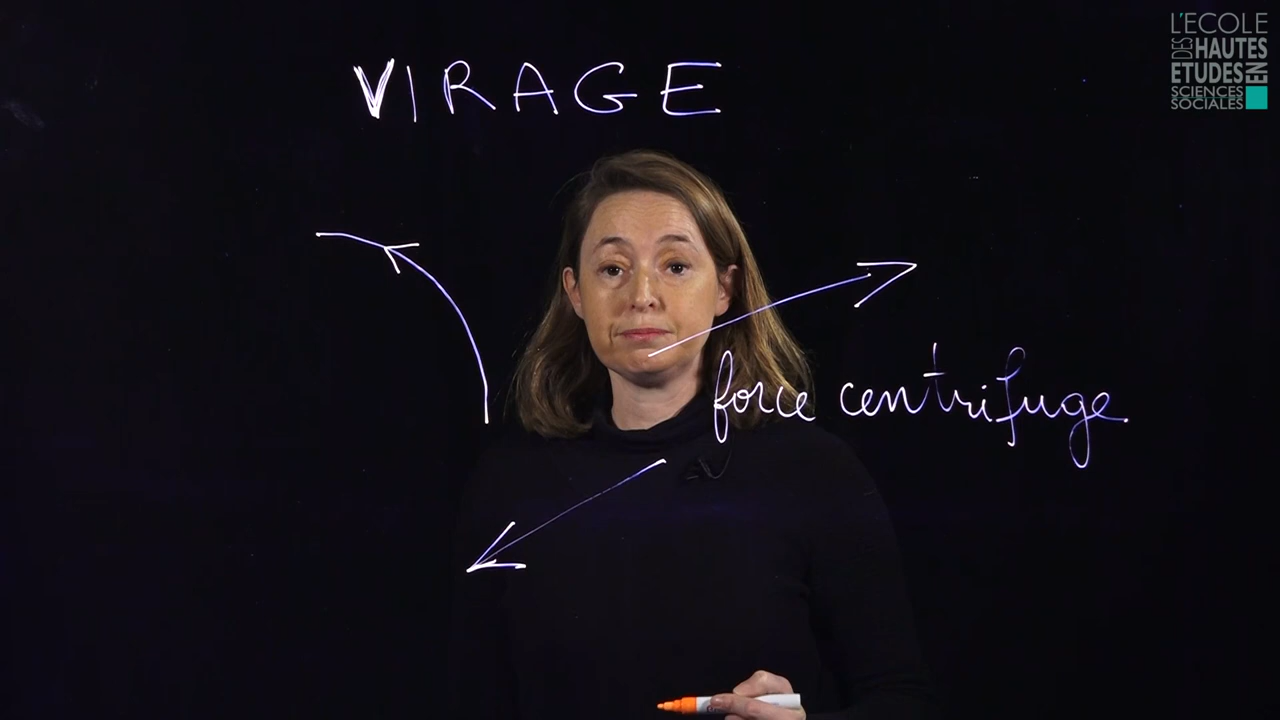 L'ECOLE
DES HAUTES
ETUDES EN
SCIENCES
SOCIALES
VIRAGE
force centrifuge